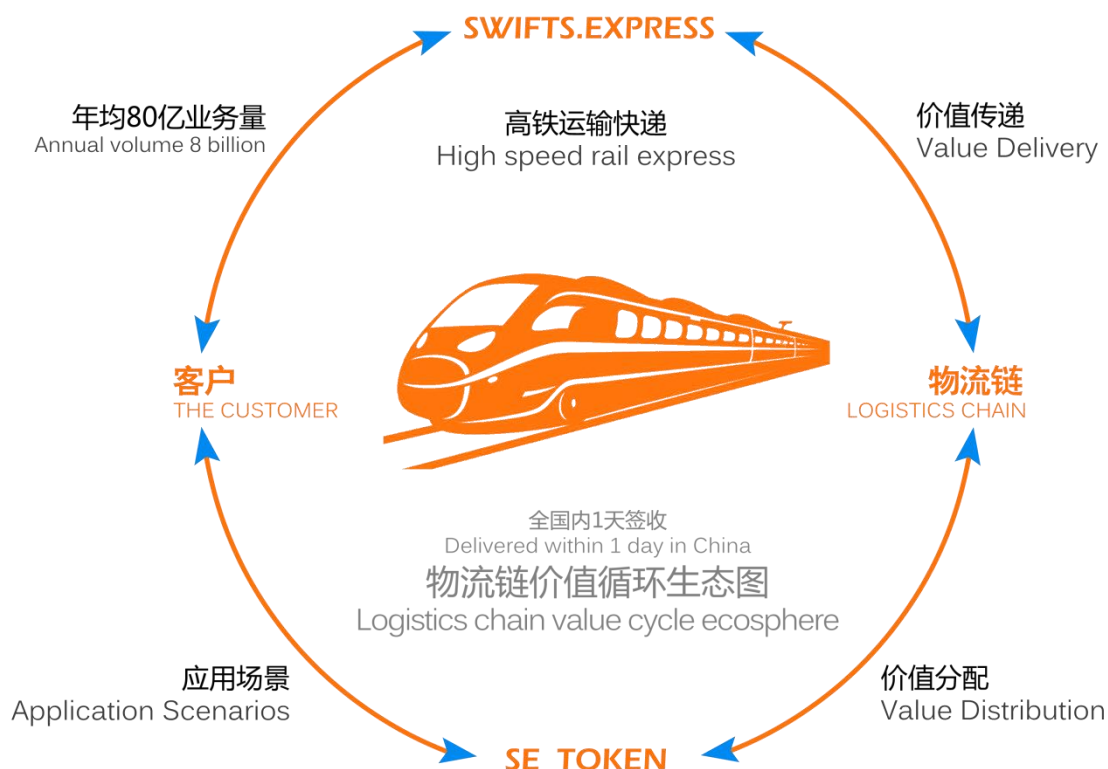 SWIFTS.EXPRESS
年均80亿业务量
Annual volume 8 billion
高铁运输快递
High speed rail express
价值传递
Value Delivery
客户
THE CUSTOMER
物流链
LOGISTICS CHAIN
全国内1天签收
Delivered within 1 day in China
物流链价值循环生态图
Logistics chain value cycle ecosphere
应用场景
Application Scenarios
价值分配
Value Distribution
SE TOKEN